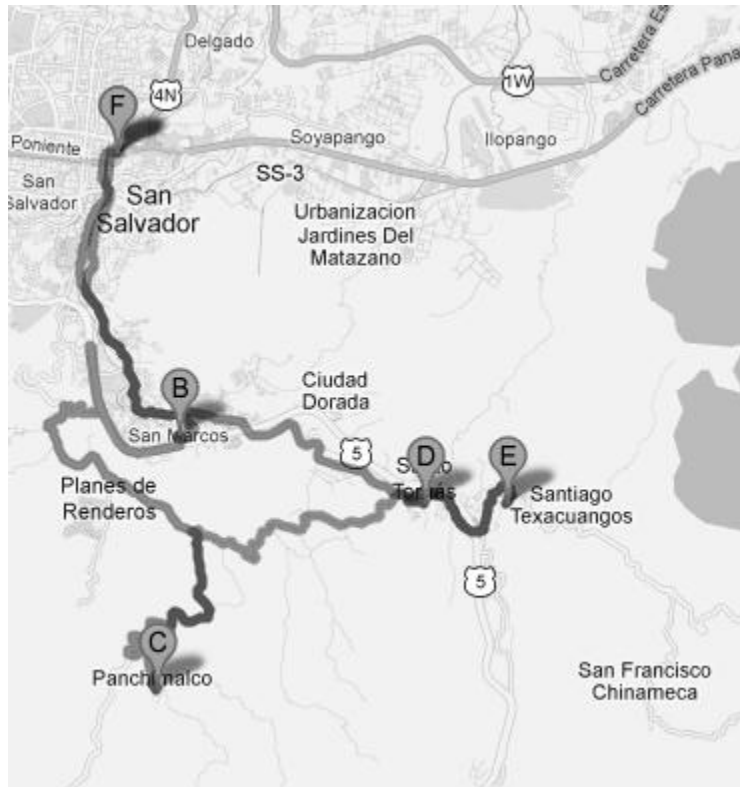 Delgado
4N
Carretera
Carretera Pana
1W
F
Poniente
Soyapango
Ilopango
SS-3
San
Salvador
San
Salvador
Urbanizacion
Jardines Del
Matazano
B
Ciudad
Dorada
San Marcos
5
D
E
Planes de
Renderos
Santiago
Texacuangos
5
C
Panchimalco
San Francisco
Chinameca